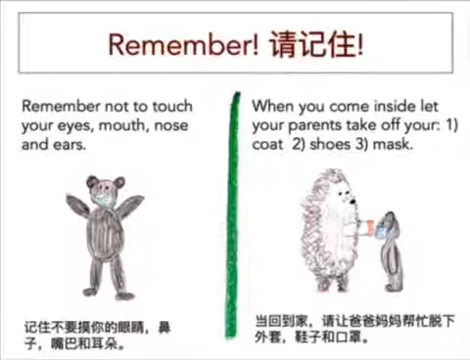 Remember! 请记住!
Remember not to touch
your eyes, mouth, nose
and ears.
记住不要摸你的眼睛，鼻
子，嘴巴和耳朵。
When you come inside let
your parents take off your: 1)
coat 2) shoes 3) mask.
当回到家，请让爸爸妈妈帮忙脱下
外套，鞋子和口罩。